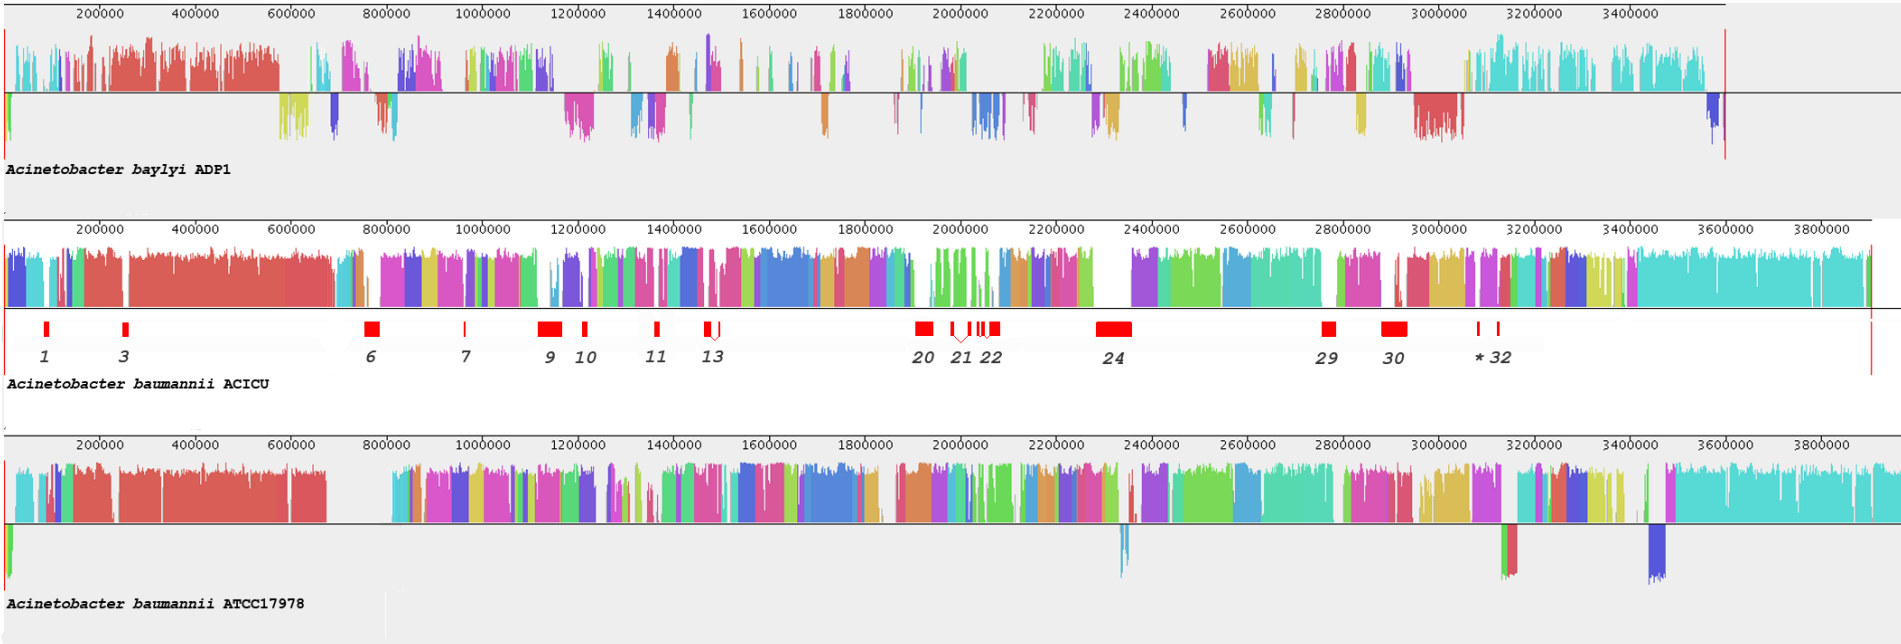 200000 400000 600000 800000 1000000 1200000 1400000 1600000 1800000 2000000 2200000 2400000 2600000 2800000 3000000 3200000 3400000
Acinetobacter baylyi ADP1
200000 400000 600000 800000 1000000 1200000 1400000 1600000 1800000 2000000 2200000 2400000 2600000 2800000 3000000 3200000 3400000 3600000 3800000
1 3 6 7 9 10 11 13 20 21 22 24 29 30 * 32
Acinetobacter baumannii ACICU
200000 400000 600000 800000 1000000 1200000 1400000 1600000 1800000 2000000 2200000 2400000 2600000 2800000 3000000 3200000 3400000 3600000 3800000
Acinetobacter baumannii ATCC17978